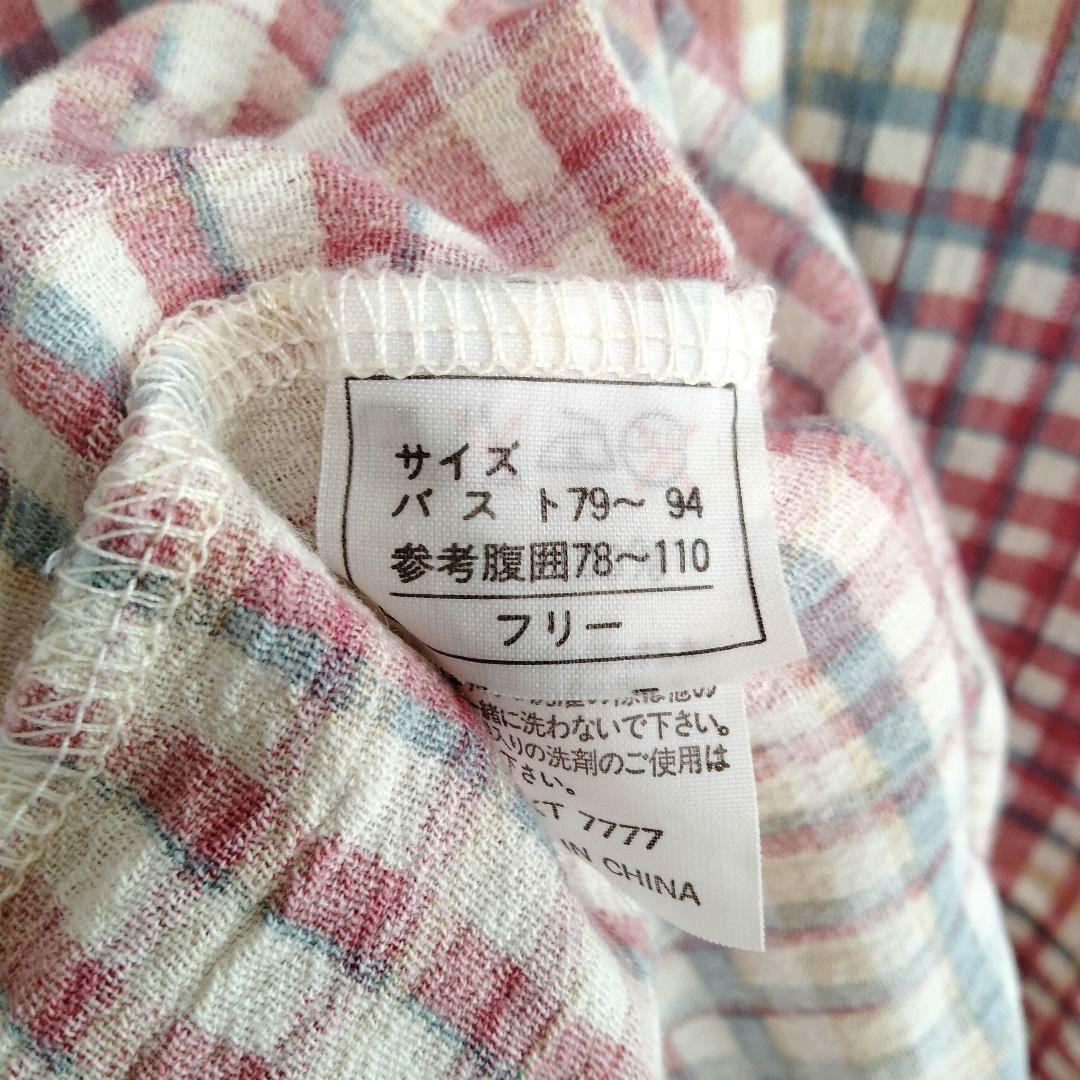 サイズ
バスト79〜 94
参考腹囲78〜110
フリー
緒に洗わないで下さい。
入りの洗剤のご使用は
下さい。
7777
IN CHINA